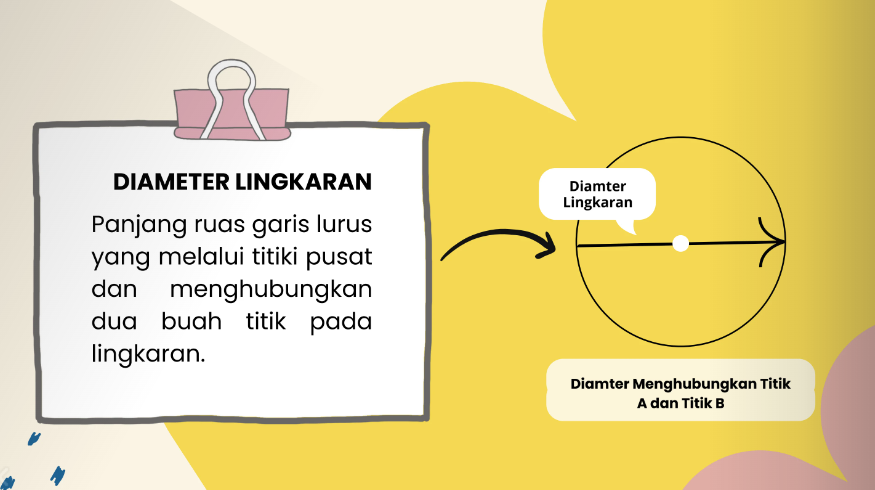 DIAMETER LINGKARAN
Panjang ruas garis lurus
yang melalui titiki pusat
dan menghubungkan
dua buah titik pada
lingkaran.
Diamter
Lingkaran
Diamter Menghubungkan Titik
A dan Titik B